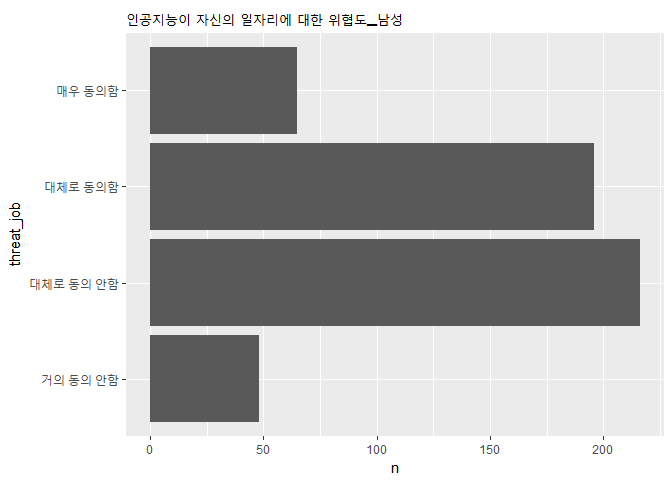 인공지능이 자신의 일자리에 대한 위협도_남성
매우 동의함
대체로 동의함
대체로 동의 안함
거의 동의 안함
threat_job
0 50 100 150 200
n